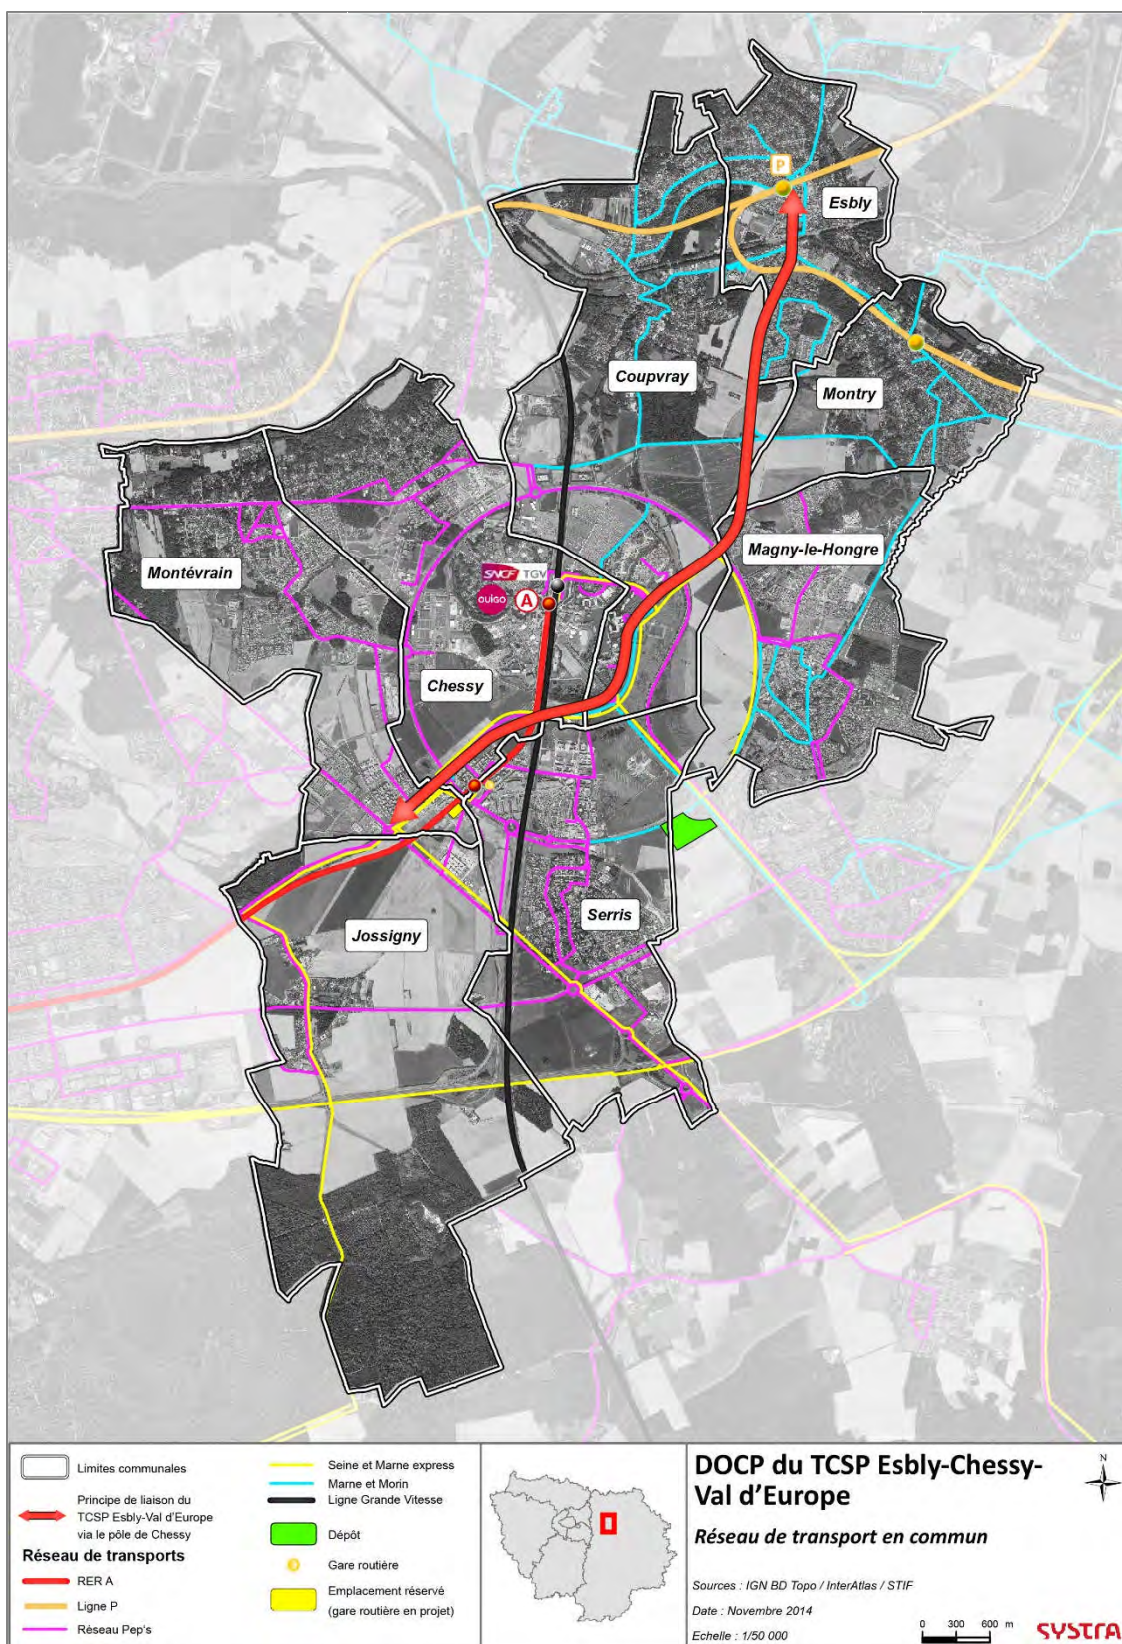 P
Esbly
Coupvray
Montry
Magny-le-Hongre
Montévrain
SNCF TGV
OUIGO
A
Chessy
Serris
Jossigny
Limites communales
Principe de liaison du
TCSP Esbly-Val d'Europe
via le pôle de Chessy
Réseau de transports
RER A
Ligne P
Réseau Pep's
Seine et Marne express
Marne et Morin
Ligne Grande Vitesse
Dépôt
Gare routière
Emplacement réservé
(gare routière en projet)
DOCP du TCSP Esbly-Chessy-
Val d'Europe
N
Réseau de transport en commun
Sources : IGN BD Topo / InterAtlas / STIF
Date : Novembre 2014
Echelle : 1/50 000
0 300 600 m
SYSTRA